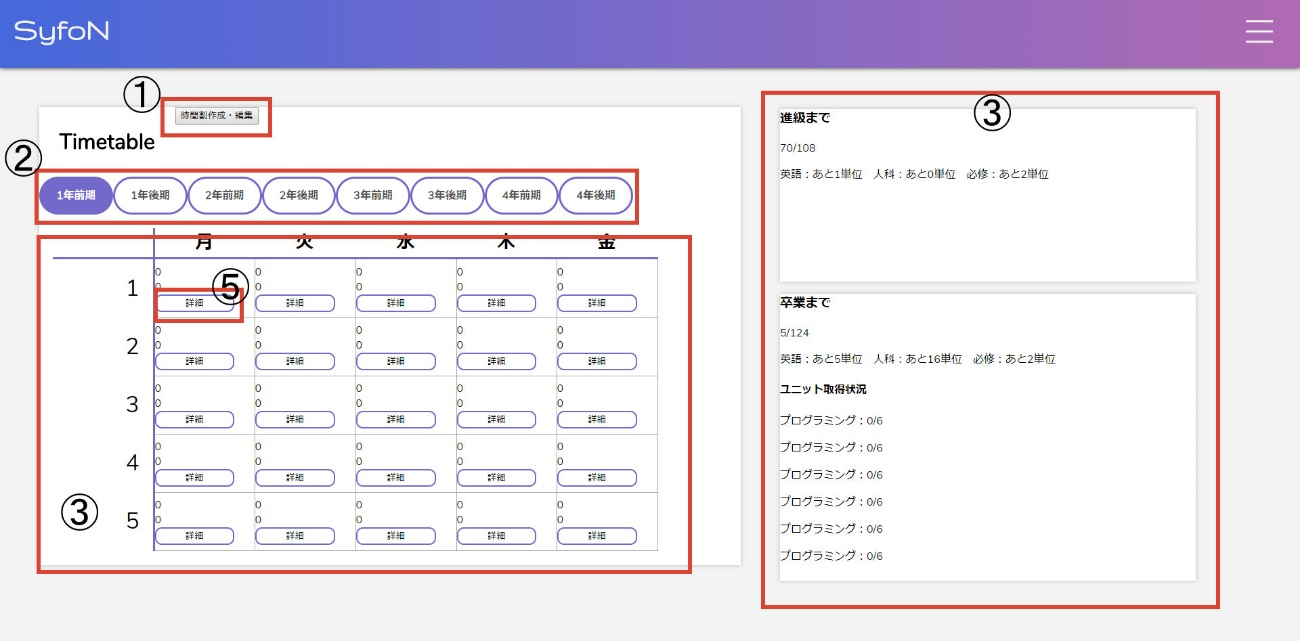 SyfoN
①
時間割作成・編集
Timetable
②
1年前期 1年後期 2年前期 2年後期 3年前期 3年後期 4年前期 4年後期
月 火 水 木 金
⑤
1
0 0 0 0 0
0 0 0 0 0
詳細 詳細 詳細 詳細 詳細
2
0 0 0 0 0
0 0 0 0 0
詳細 詳細 詳細 詳細 詳細
3
0 0 0 0 0
0 0 0 0 0
詳細 詳細 詳細 詳細 詳細
4
0 0 0 0 0
0 0 0 0 0
詳細 詳細 詳細 詳細 詳細
③
5
0 0 0 0 0
0 0 0 0 0
詳細 詳細 詳細 詳細 詳細
③
進級まで
70/108
英語：あと1単位 人科：あと0単位 必修：あと2単位
卒業まで
5/124
英語：あと5単位 人科：あと16単位 必修：あと2単位
ユニット取得状況
プログラミング：0/6
プログラミング：0/6
プログラミング：0/6
プログラミング：0/6
プログラミング：0/6
プログラミング：0/6